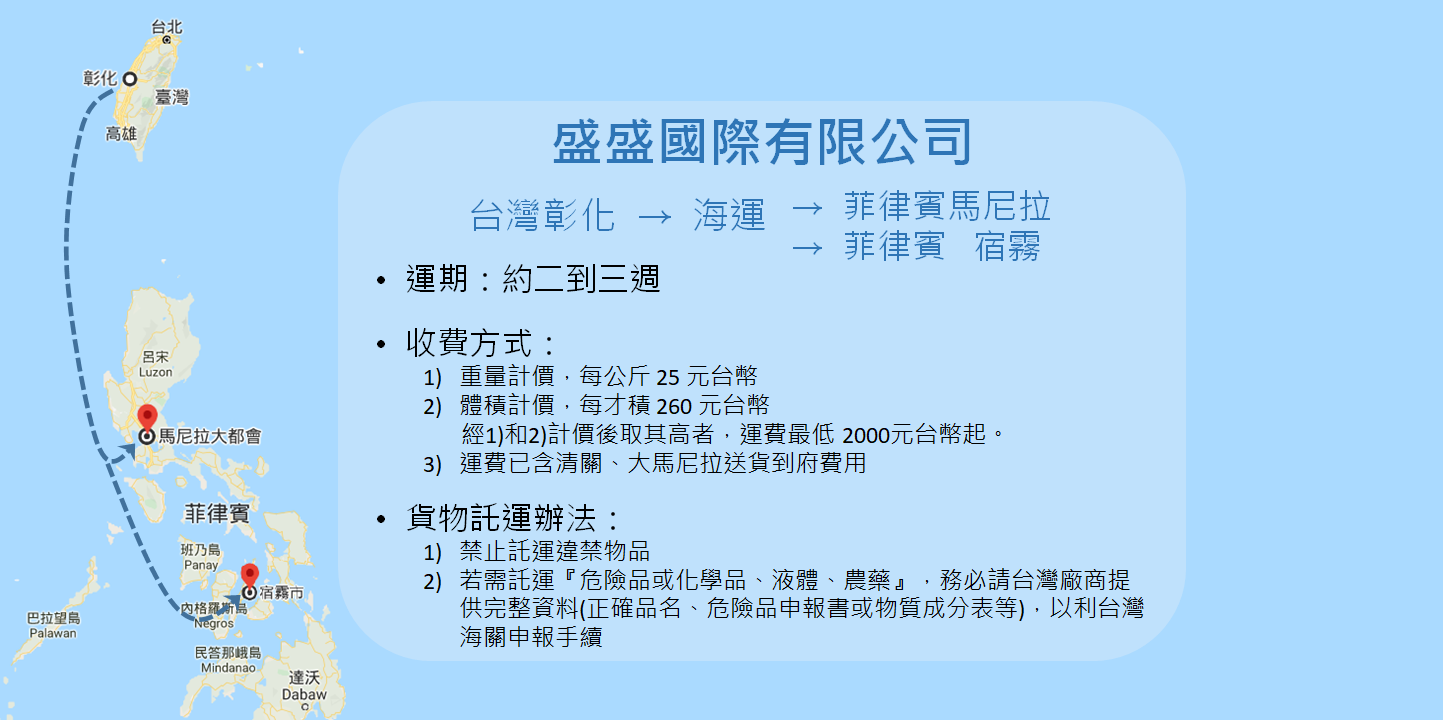 台北
彰化
臺灣
高雄
盛盛國際有限公司
台灣彰化 → 海運 → 菲律賓馬尼拉
→ 菲律賓 宿霧
• 運期：約二到三週
• 收費方式：
1) 重量計價，每公斤 25 元台幣
2) 體積計價，每才積 260 元台幣
經1)和2)計價後取其高者，運費最低 2000元台幣起。
3) 運費已含清關、大馬尼拉送貨到府費用
• 貨物託運辦法：
1) 禁止託運違禁物品
2) 若需託運『危險品或化學品、液體、農藥』，務必請台灣廠商提
供完整資料(正確品名、危險品申報書或物質成分表等)，以利台灣
海關申報手續
呂宋
Luzon
馬尼拉大都會
菲律賓
班乃島
Panay
宿霧市
內格羅斯島
Negros
巴拉望島
Palawan
民答那峨島
Mindanao
達沃
Dabaw